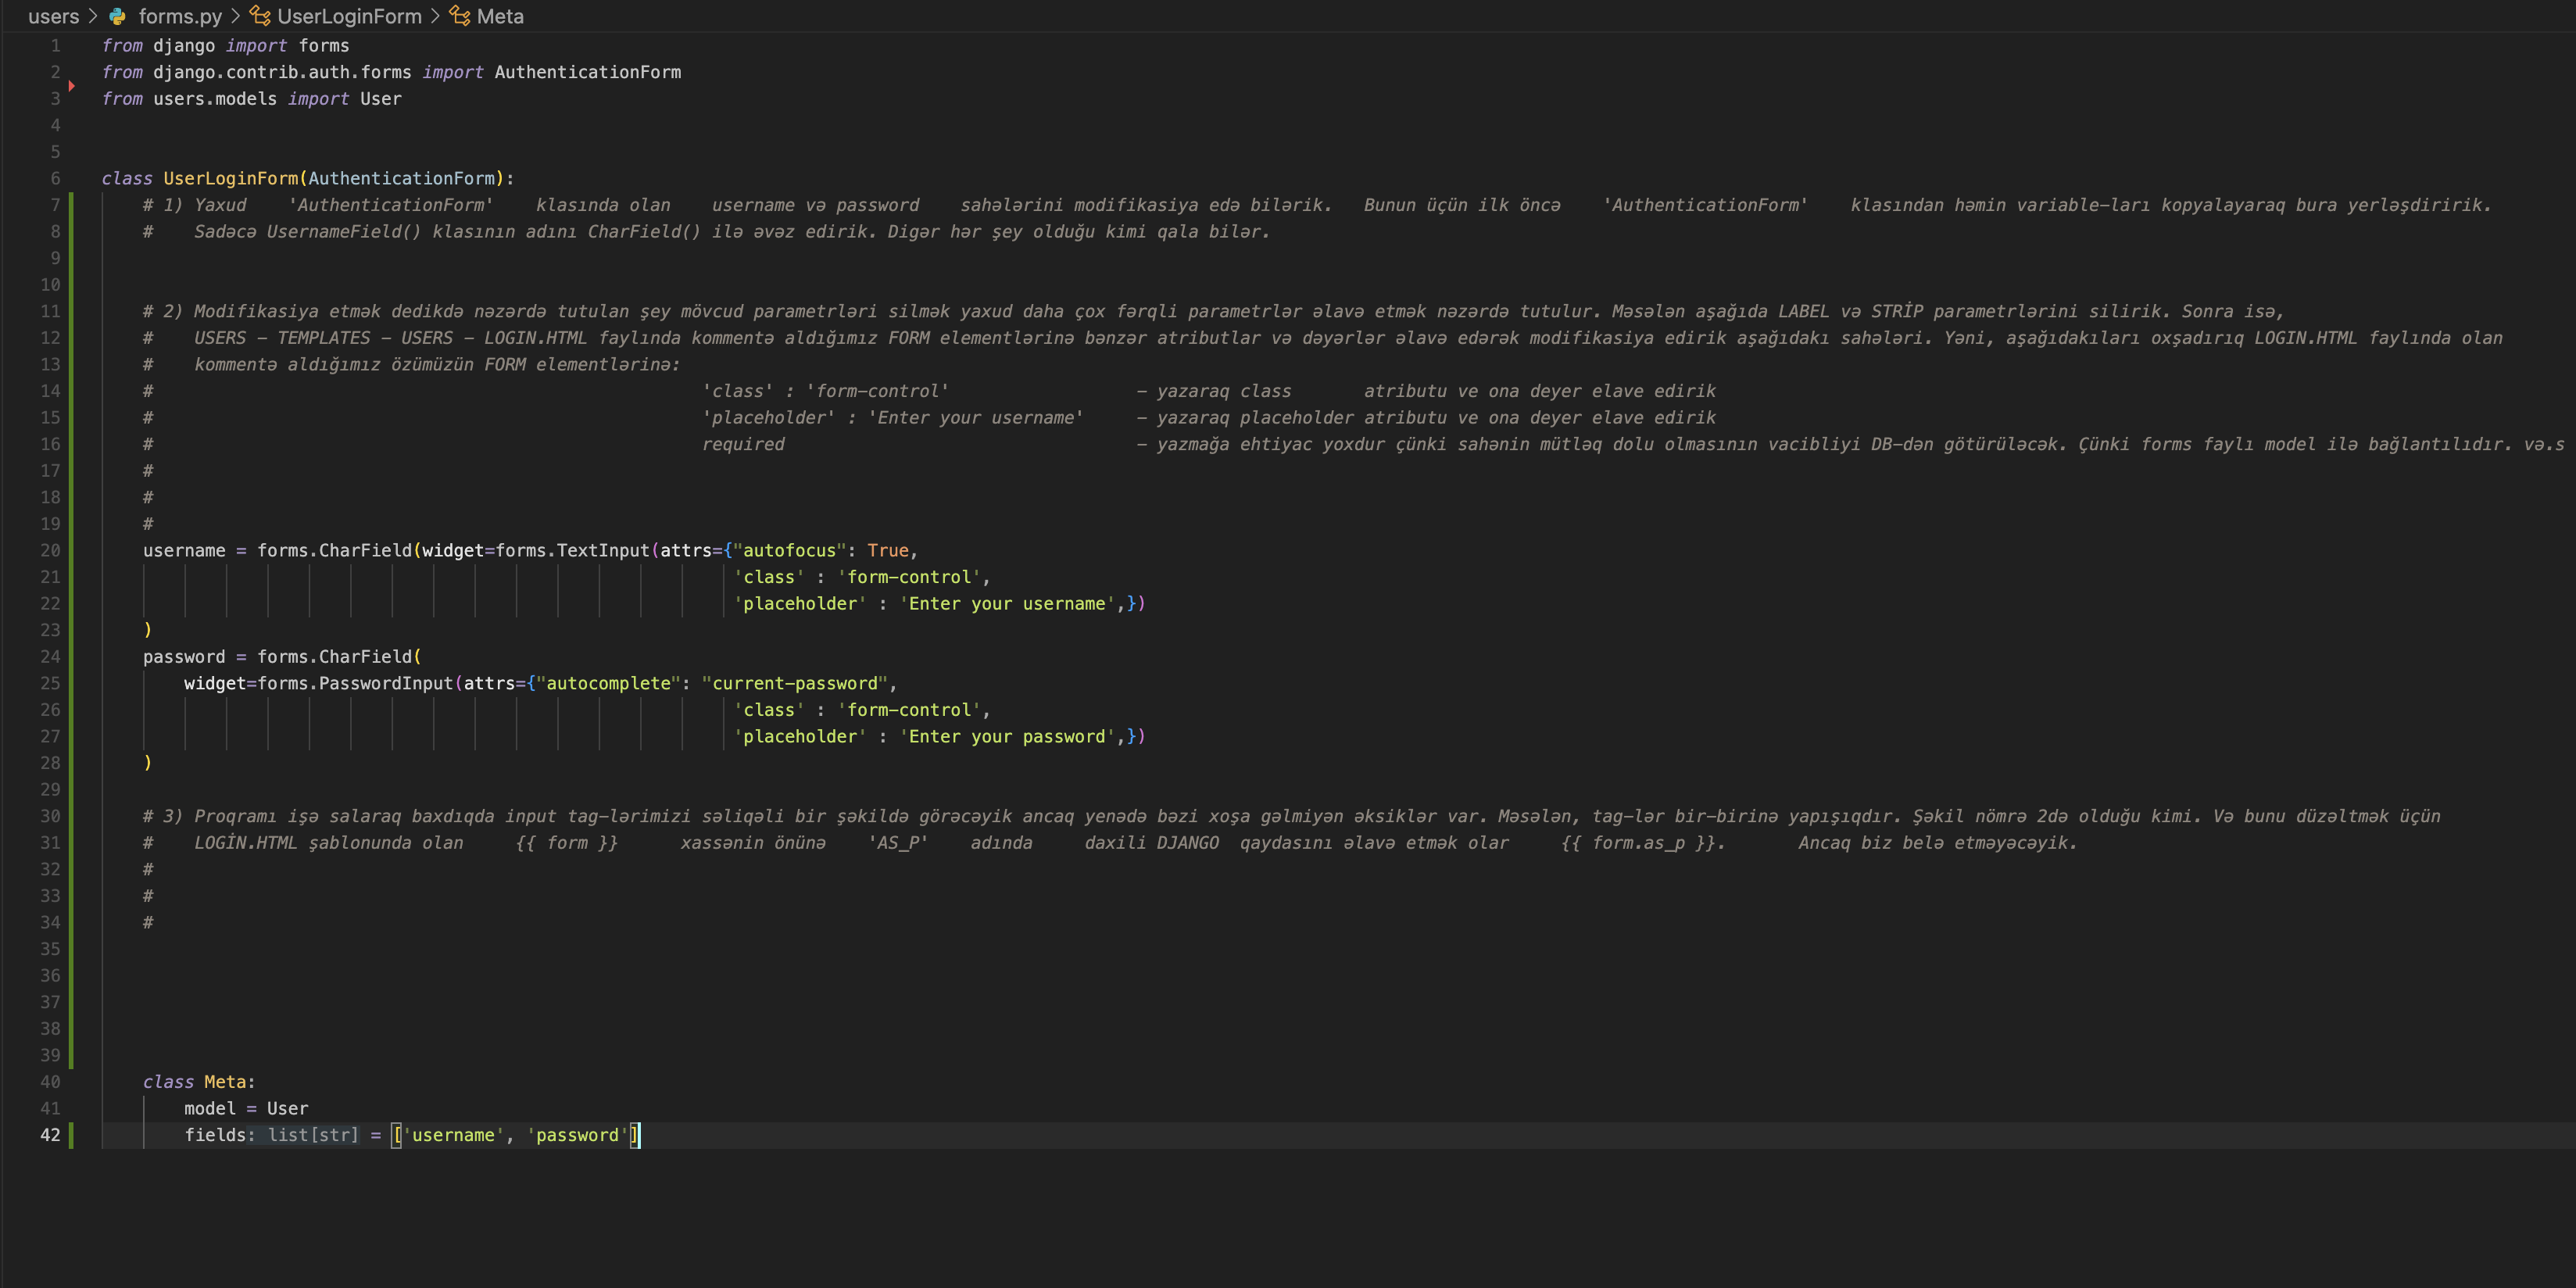 users > forms.py > UserLoginForm > Meta
1 from django import forms
2 from django.contrib.auth.forms import AuthenticationForm
3 from users.models import User
4
5
6 class UserLoginForm(AuthenticationForm):
7 # 1) Yaxud 'AuthenticationForm' klasında olan username və password sahələrini modifikasiya edə bilərik. Bunun üçün ilk öncə 'AuthenticationForm' klasından həmin variable-ları kopyalayaraq bura yerləşdiririk.
8 # Sadəcə UsernameField() klasının adını CharField() ilə əvəz edirik. Digər hər şey olduğu kimi qala bilər.
9
10
11 # 2) Modifikasiya etmək dedikdə nəzərdə tutulan şey mövcud parametrləri silmək yaxud daha çox fərqli parametrlər əlavə etmək nəzərdə tutulur. Məsələn aşağıda LABEL və STRİP parametrlərini silirik. Sonra isə,
12 # USERS - TEMPLATES - USERS - LOGIN.HTML faylında kommentə aldığımız FORM elementlərinə bənzər atributlar və dəyərlər əlavə edərək modifikasiya edirik aşağıdakı sahələri. Yəni, aşağıdakıları oxşadırıq LOGIN.HTML faylında olan
13 # kommentə aldığımız özümüzün FORM elementlərinə:
14 # 'class' : 'form-control' - yazaraq class atributu ve ona deyer elave edirik
15 # 'placeholder' : 'Enter your username' - yazaraq placeholder atributu ve ona deyer elave edirik
16 # required - yazmağa ehtiyac yoxdur çünki sahənin mütləq dolu olmasının vacibliyi DB-dən götürüləcək. Çünki forms faylı model ilə bağlantılıdır. və.s
17 #
18 #
19 #
20 username = forms.CharField(widget=forms.TextInput(attrs={"autofocus": True,
21 'class' : 'form-control',
22 'placeholder' : 'Enter your username',})
23 )
24 password = forms.CharField(
25 widget=forms.PasswordInput(attrs={"autocomplete": "current-password",
26 'class' : 'form-control',
27 'placeholder' : 'Enter your password',})
28 )
29
30 # 3) Proqramı işə salaraq baxdıqda input tag-lərimizi səliqəli bir şəkildə görəcəyik ancaq yenədə bəzi xoşa gəlmiyən əksiklər var. Məsələn, tag-lər bir-birinə yapışıqdır. Şəkil nömrə 2də olduğu kimi. Və bunu düzəltmək üçün
31 # LOGİN.HTML şablonunda olan {{ form }} xassənin önünə 'AS_P' adında daxili DJANGO qaydasını əlavə etmək olar {{ form.as_p }}. Ancaq biz belə etməyəcəyik.
32 #
33 #
34 #
35
36
37
38
39
40 class Meta:
41 model = User
42 fields: list[str] = ['username', 'password']